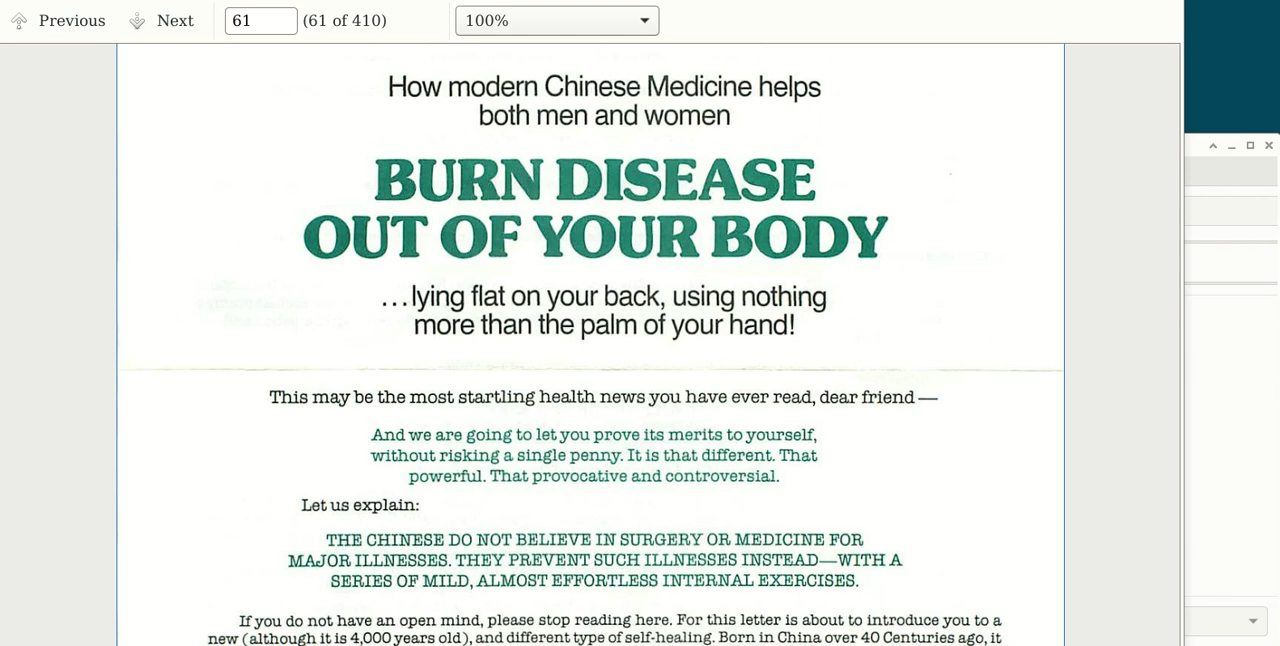 Previous Next 61 (61 of 410) 100%
How modern Chinese Medicine helps
both men and women
BURN DISEASE
OUT OF YOUR BODY
...lying flat on your back, using nothing
more than the palm of your hand!
This may be the most startling health news you have ever read, dear friend —
And we are going to let you prove its merits to yourself,
without risking a single penny. It is that different. That
powerful. That provocative and controversial.
Let us explain:
THE CHINESE DO NOT BELIEVE IN SURGERY OR MEDICINE FOR
MAJOR ILLNESSES. THEY PREVENT SUCH ILLNESSES INSTEAD—WITH A
SERIES OF MILD, ALMOST EFFORTLESS INTERNAL EXERCISES.
If you do not have an open mind, please stop reading here. For this letter is about to introduce you to a
new (although it is 4,000 years old), and different type of self-healing. Born in China over 40 Centuries ago, it